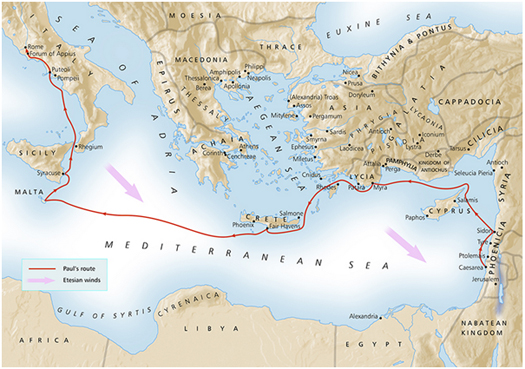 MOESIA
EUXINE SEA
ITALY
Rome
Forum of Appius
Puteoli
Pompeii
SEA OF ADRIA
THRACE
MACEDONIA
Amphipolis
Philippi
Thessalonica
Neapolis
Berea
Apollonia
EPIRUS
THESSALY
AEGEAN SEA
BITHYNIA & PONTUS
Nicea
Prusa
Doryleum
(Alexandria) Troas
Assos
Mitylene
Pergamum
ASIA
PHRYGIA
GALATIA
CAPPADOCIA
LYCAONIA
Smyrna
Sardis
Antioch
Iconium
Ephesus
Laodicea
Lystra
Derbe
Tarsus
CILICIA
Miletus
PISIDIA
Attalia
Perga
PAMPHYLIA
KINGDOM OF ANTIOCHUS
ACHAIA
Athens
Corinth
Cenchreae
Cnidus
Rhodes
LYCIA
Patara
Myra
Antioch
Seleucia Pieria
SYRIA
SICILY
Rhegium
Syracuse
MALTA
CRETE
Salmone
Phoenix
Fair Havens
CYPRUS
Salamis
Paphos
MEDITERRANEAN SEA
PHOENICIA
Sidon
Tyre
Ptolemais
Caesarea
Jerusalem
Paul's route
Etesian winds
GULF OF SYRTIS
CYRENAICA
AFRICA
LIBYA
Alexandria
EGYPT
NABATEAN
KINGDOM